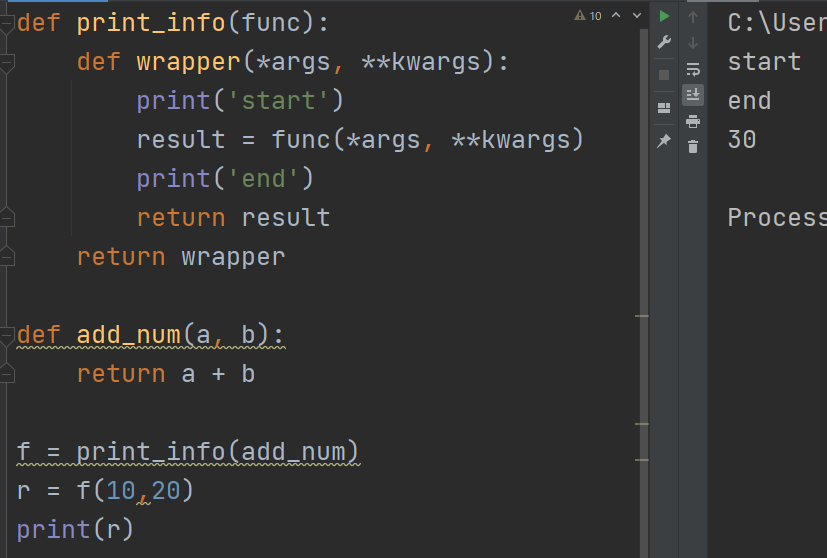 def print_info(func):
    def wrapper(*args, **kwargs):
        print('start')
        result = func(*args, **kwargs)
        print('end')
        return result
    return wrapper

def add_num(a, b):
    return a + b

f = print_info(add_num)
r = f(10,20)
print(r)
10
C:\User
start
end
30

Process